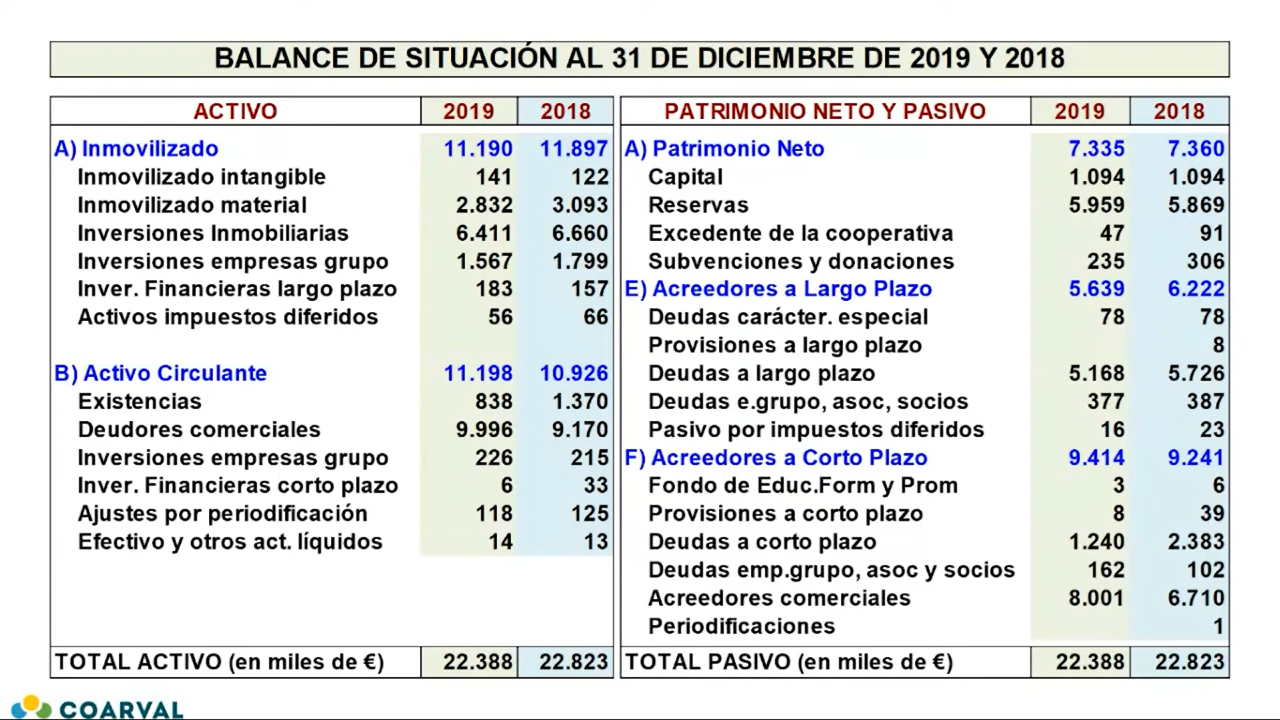 BALANCE DE SITUACIÓN AL 31 DE DICIEMBRE DE 2019 Y 2018
ACTIVO 2019 2018
A) Inmovilizado 11.190 11.897
Inmovilizado intangible 141 122
Inmovilizado material 2.832 3.093
Inversiones Inmobiliarias 6.411 6.660
Inversiones empresas grupo 1.567 1.799
Inver. Financieras largo plazo 183 157
Activos impuestos diferidos 56 66
B) Activo Circulante 11.198 10.926
Existencias 838 1.370
Deudores comerciales 9.996 9.170
Inversiones empresas grupo 226 215
Inver. Financieras corto plazo 6 33
Ajustes por periodificación 118 125
Efectivo y otros act. líquidos 14 13
TOTAL ACTIVO (en miles de €) 22.388 22.823
PATRIMONIO NETO Y PASIVO 2019 2018
A) Patrimonio Neto 7.335 7.360
Capital 1.094 1.094
Reservas 5.959 5.869
Excedente de la cooperativa 47 91
Subvenciones y donaciones 235 306
E) Acreedores a Largo Plazo 5.639 6.222
Deudas carácter. especial 78 78
Provisiones a largo plazo 8
Deudas a largo plazo 5.168 5.726
Deudas e.grupo, asoc, socios 377 387
Pasivo por impuestos diferidos 16 23
F) Acreedores a Corto Plazo 9.414 9.241
Fondo de Educ.Form y Prom 3 6
Provisiones a corto plazo 8 39
Deudas a corto plazo 1.240 2.383
Deudas emp.grupo, asoc y socios 162 102
Acreedores comerciales 8.001 6.710
Periodificaciones 1
TOTAL PASIVO (en miles de €) 22.388 22.823
COARVAL